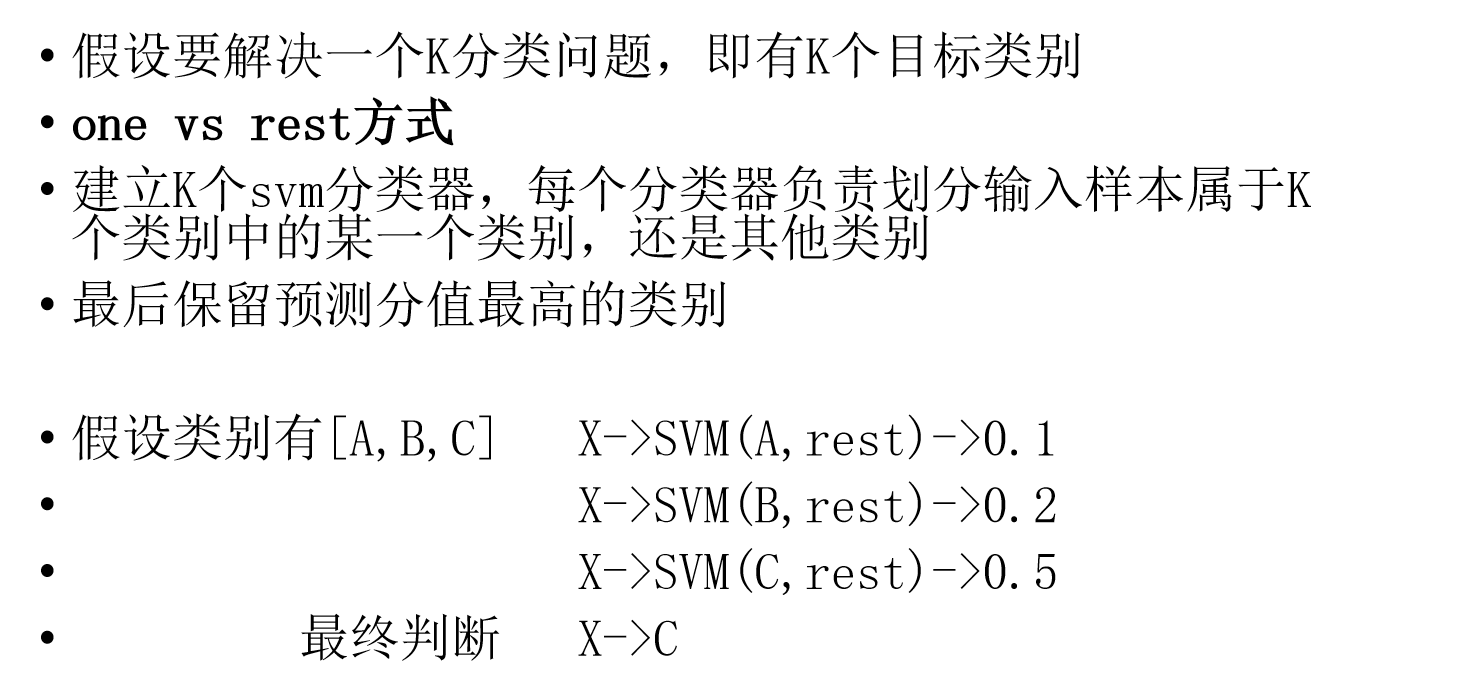 • 假设要解决一个K分类问题，即有K个目标类别
• one vs rest方式
• 建立K个svm分类器，每个分类器负责划分输入样本属于K
个类别中的某一个类别，还是其他类别
• 最后保留预测分值最高的类别
• 假设类别有[A,B,C] X->SVM(A,rest)->0.1
• X->SVM(B,rest)->0.2
• X->SVM(C,rest)->0.5
• 最终判断 X->C